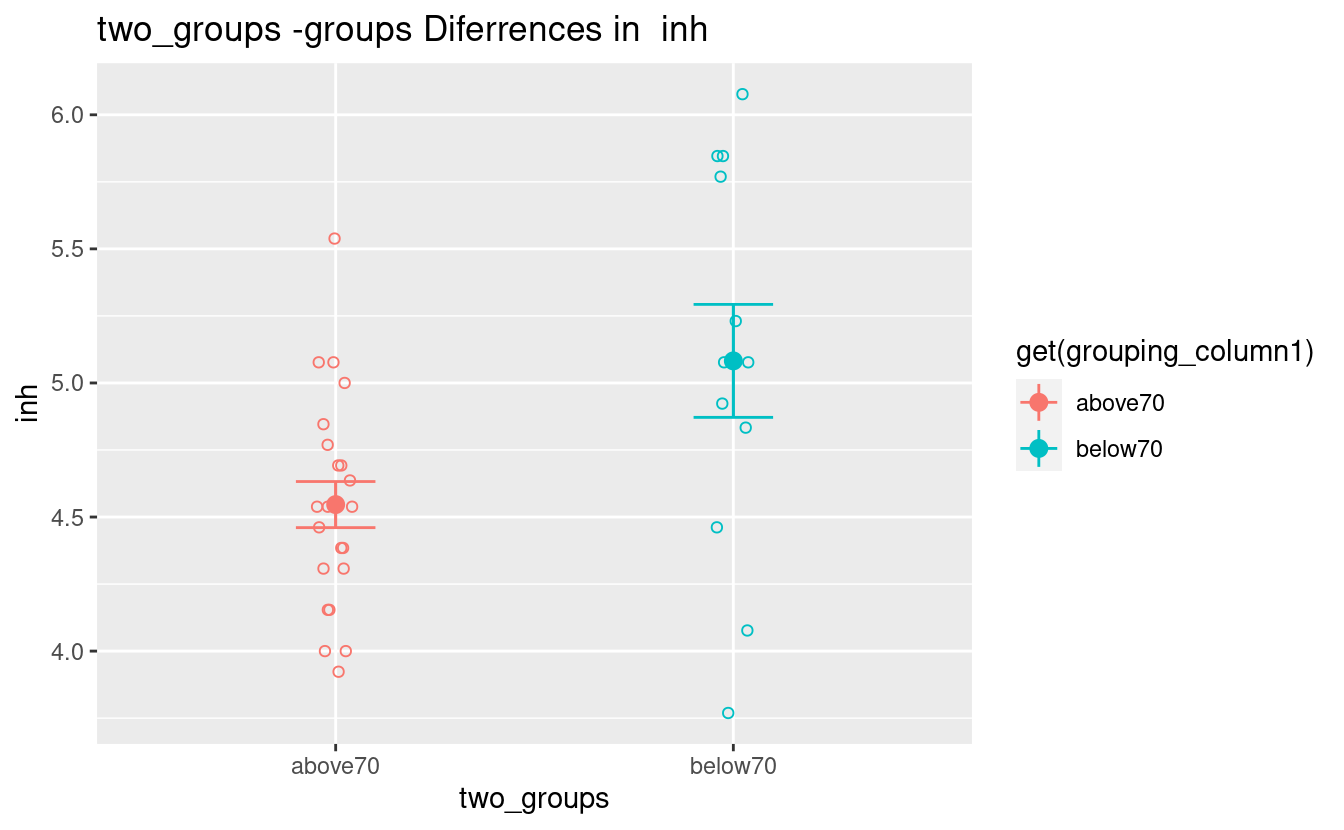 two_groups -groups Diferrences in  inh
6.0
5.5
5.0
4.5
4.0
inh
above70
below70
two_groups
get(grouping_column1)
above70
below70